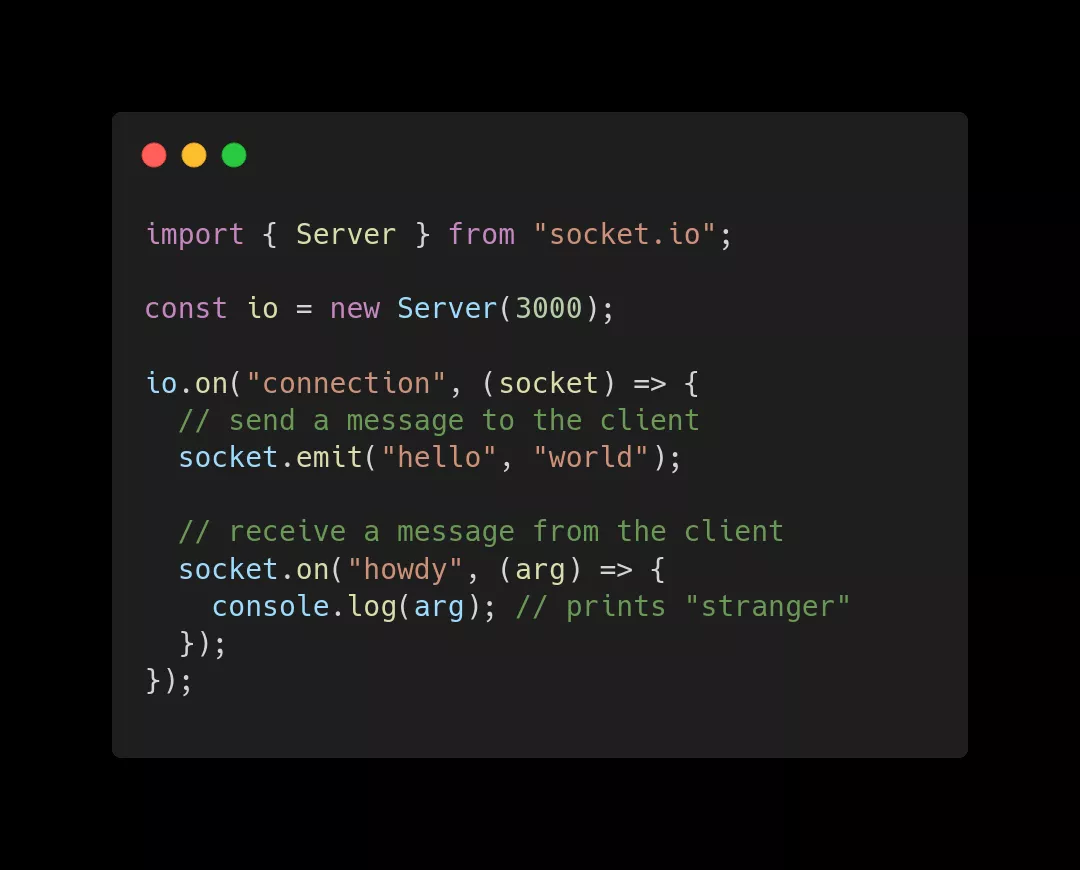 import { Server } from "socket.io";
const io = new Server(3000);
io.on("connection", (socket) => {
  // send a message to the client
  socket.emit("hello", "world");
  // receive a message from the client
  socket.on("howdy", (arg) => {
    console.log(arg); // prints "stranger"
  });
});